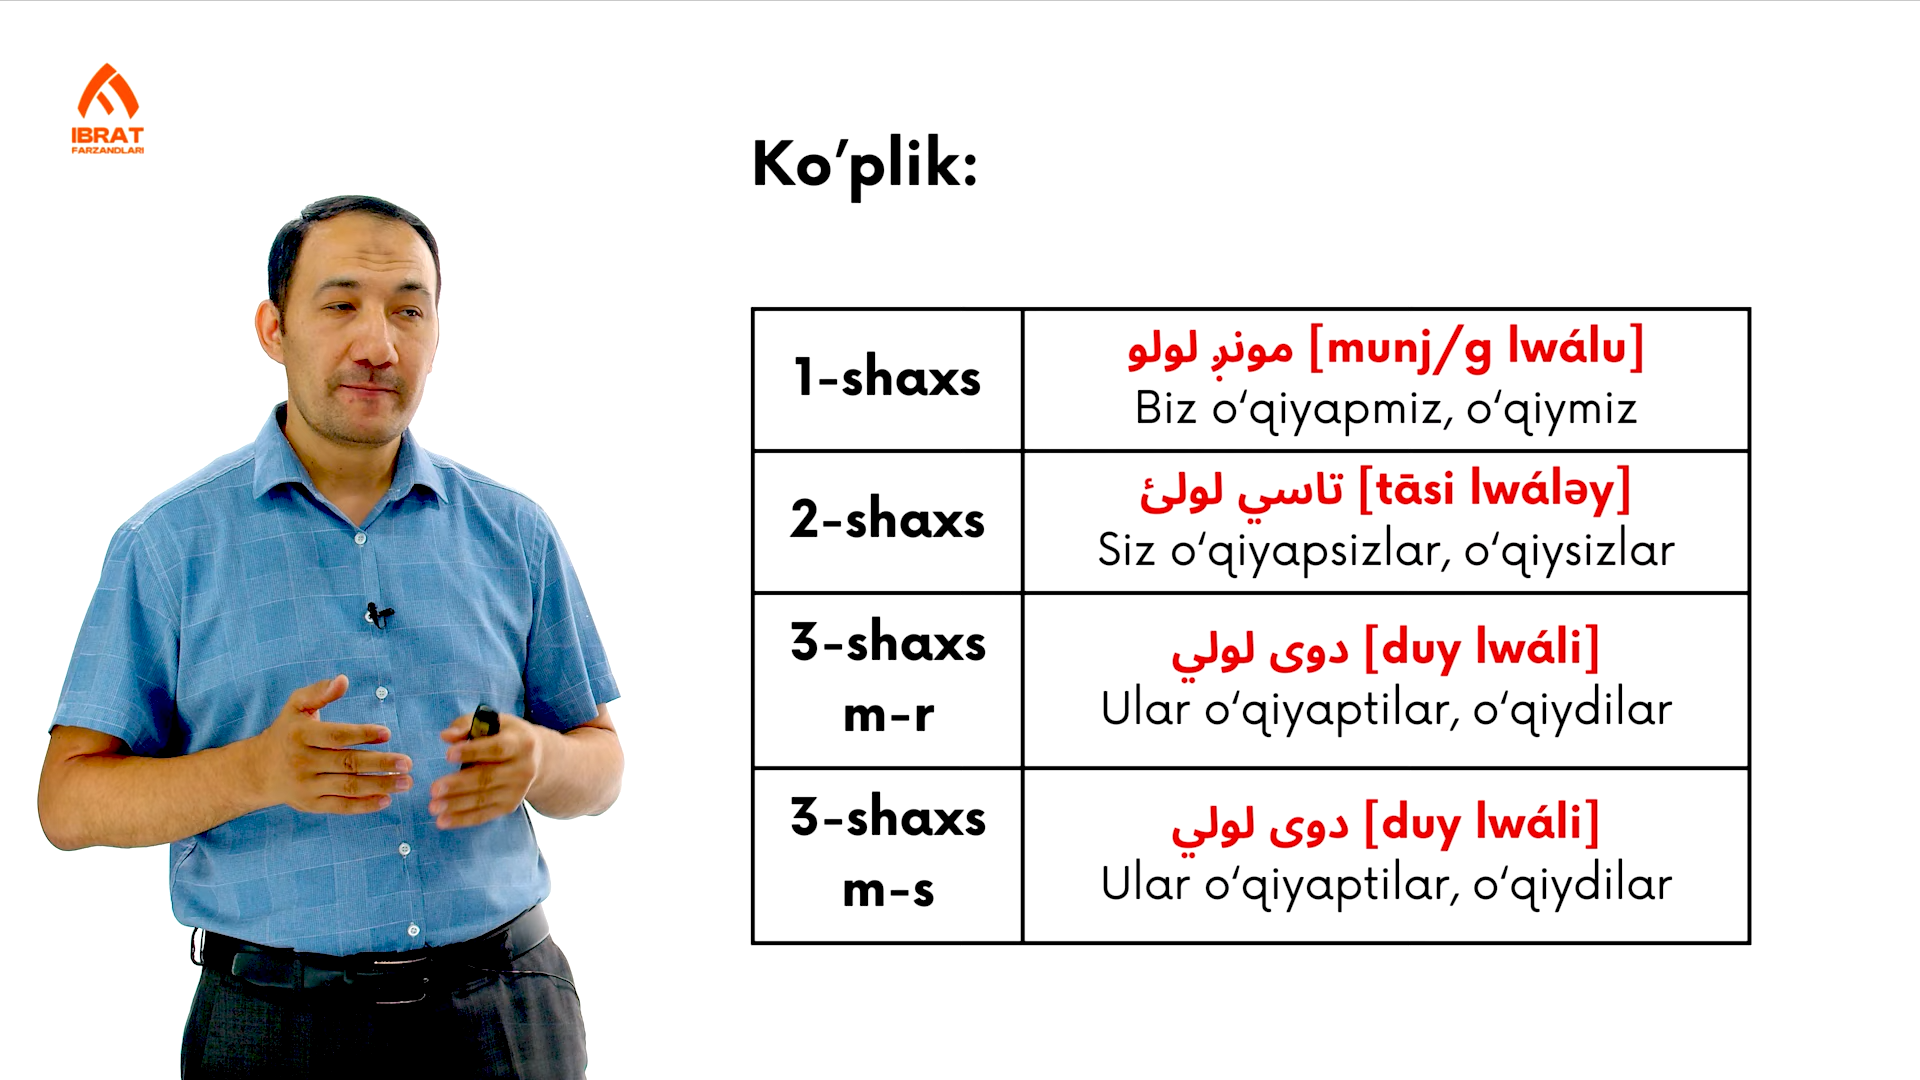 IBRAT
FARZANDLARI
Ko’plik:
1-shaxs
مونږ لولو [munj/g lwálu]
Biz o‘qiyapmiz, o‘qiymiz
2-shaxs
تاسي لولئ [tāsi lwáləy]
Siz o‘qiyapsizlar, o‘qiysizlar
3-shaxs
m-r
دوی لولي [duy lwáli]
Ular o‘qiyaptilar, o‘qiydilar
3-shaxs
m-s
دوی لولي [duy lwáli]
Ular o‘qiyaptilar, o‘qiydilar